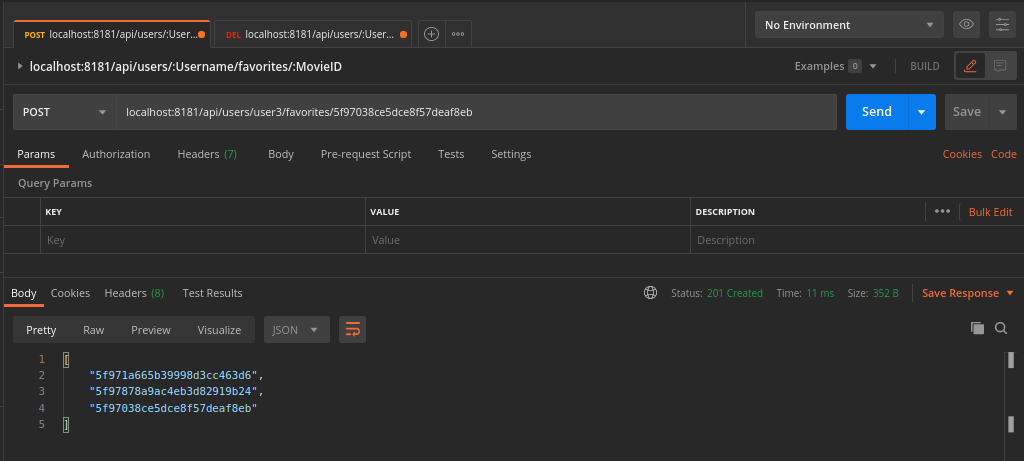 POST localhost:8181/api/users/:User... DEL localhost:8181/api/users/:User... No Environment
localhost:8181/api/users/:Username/favorites/:MovieID Examples 0 BUILD
POST localhost:8181/api/users/user3/favorites/5f97038ce5dce8f57deaf8eb Send Save
Params Authorization Headers (7) Body Pre-request Script Tests Settings Cookies Code
Query Params
KEY VALUE DESCRIPTION ••• Bulk Edit
Key Value Description
Body Cookies Headers (8) Test Results Status: 201 Created Time: 11 ms Size: 352 B Save Response
Pretty Raw Preview Visualize JSON
1 [
2 "5f971a665b39998d3cc463d6",
3 "5f97878a9ac4eb3d82919b24",
4 "5f97038ce5dce8f57deaf8eb"
5 ]